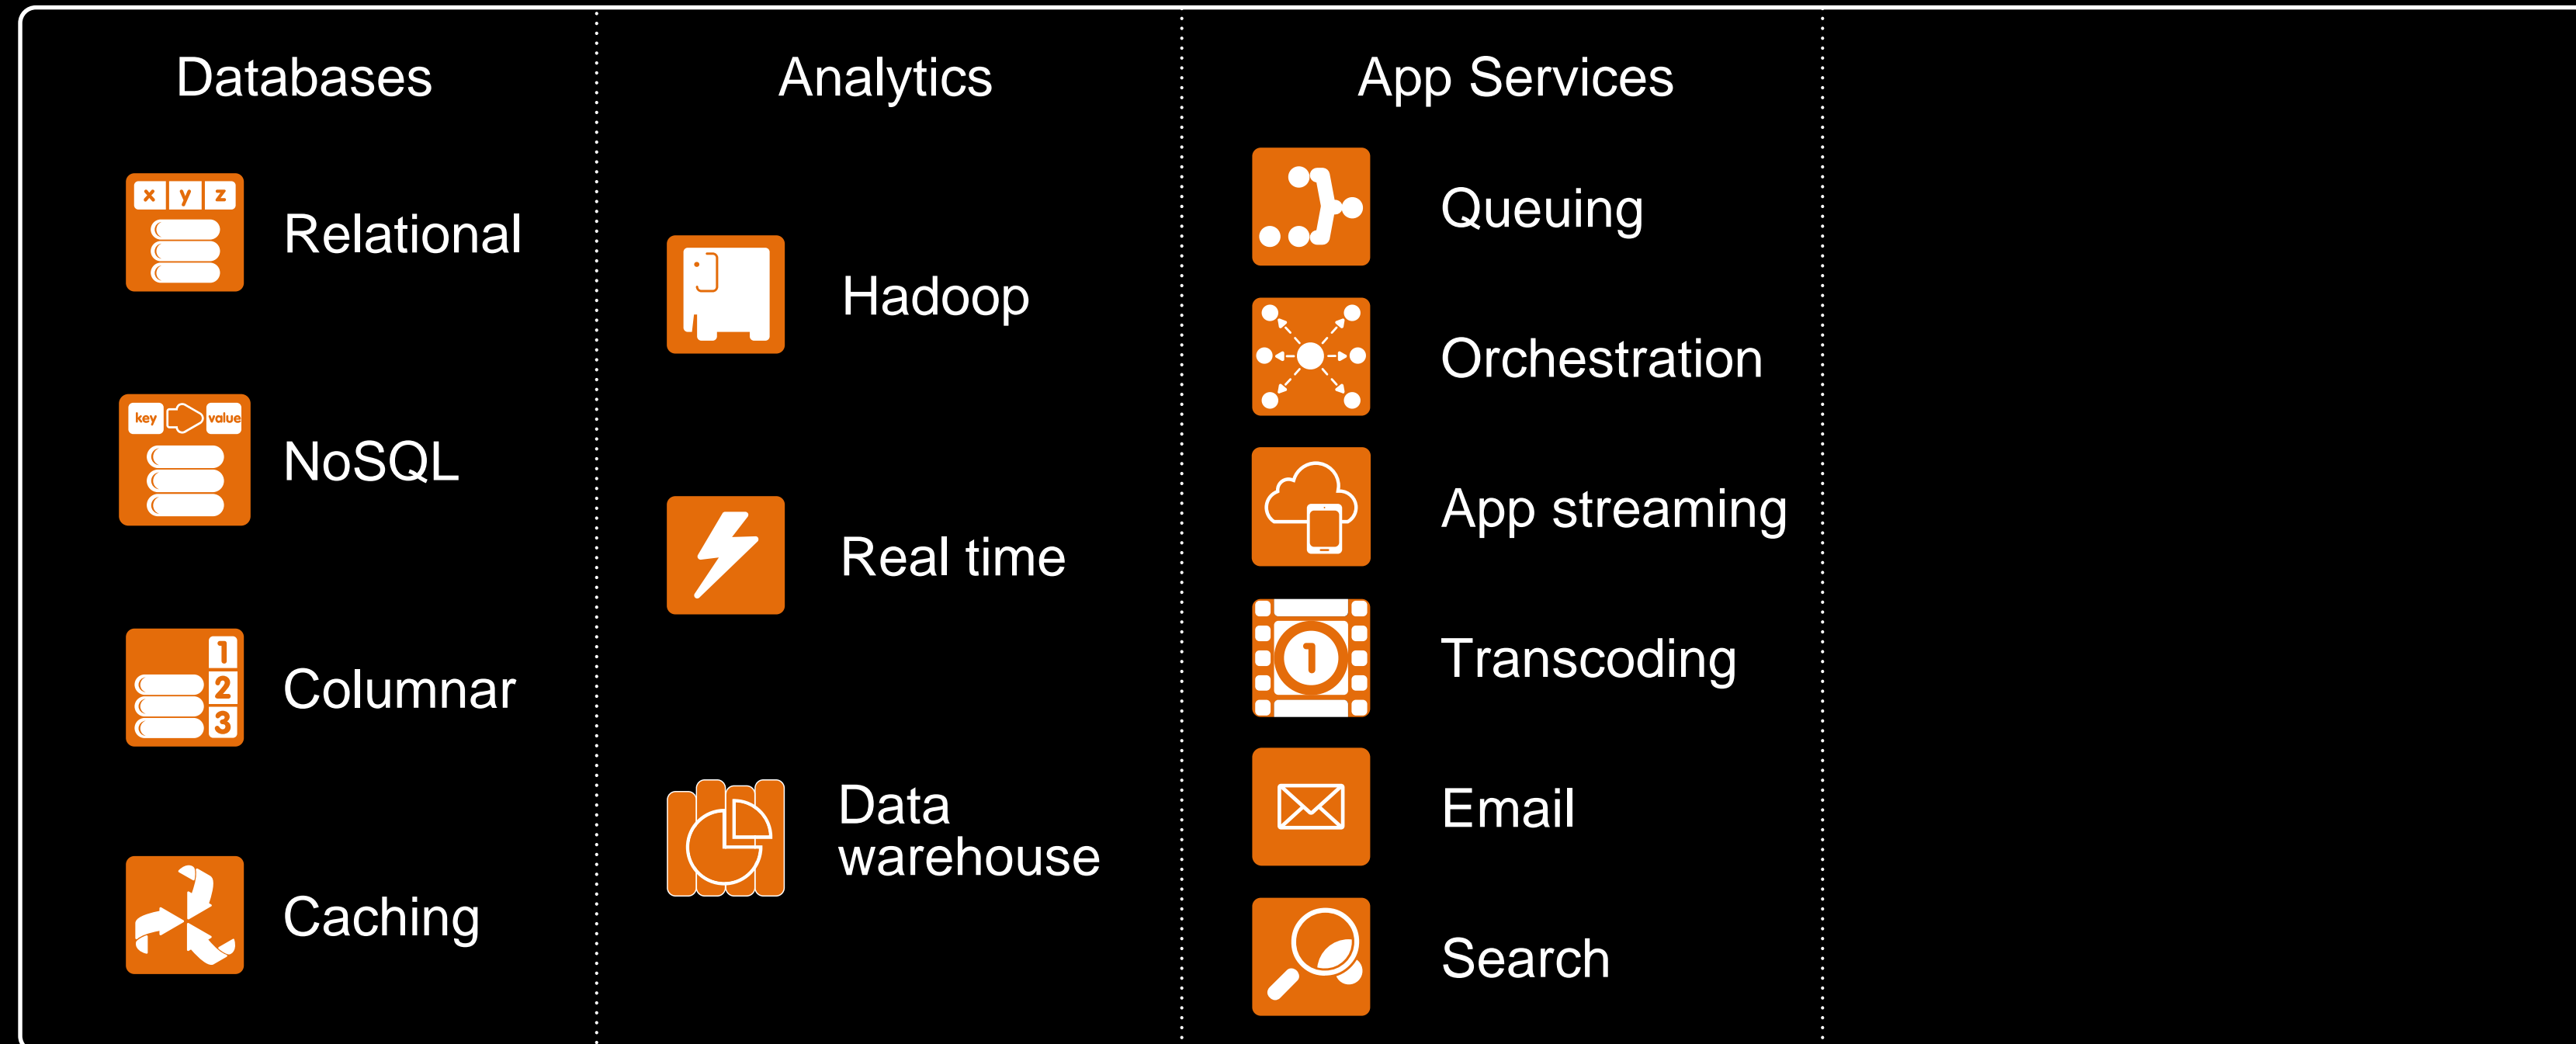 Databases
x y z
Relational
key value
NoSQL
1
2
3
Columnar
Caching
Analytics
Hadoop
Real time
Data
warehouse
App Services
Queuing
Orchestration
App streaming
1
Transcoding
Email
Search